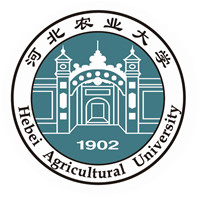 河北农业大学
1902
Hebei Agricultural University